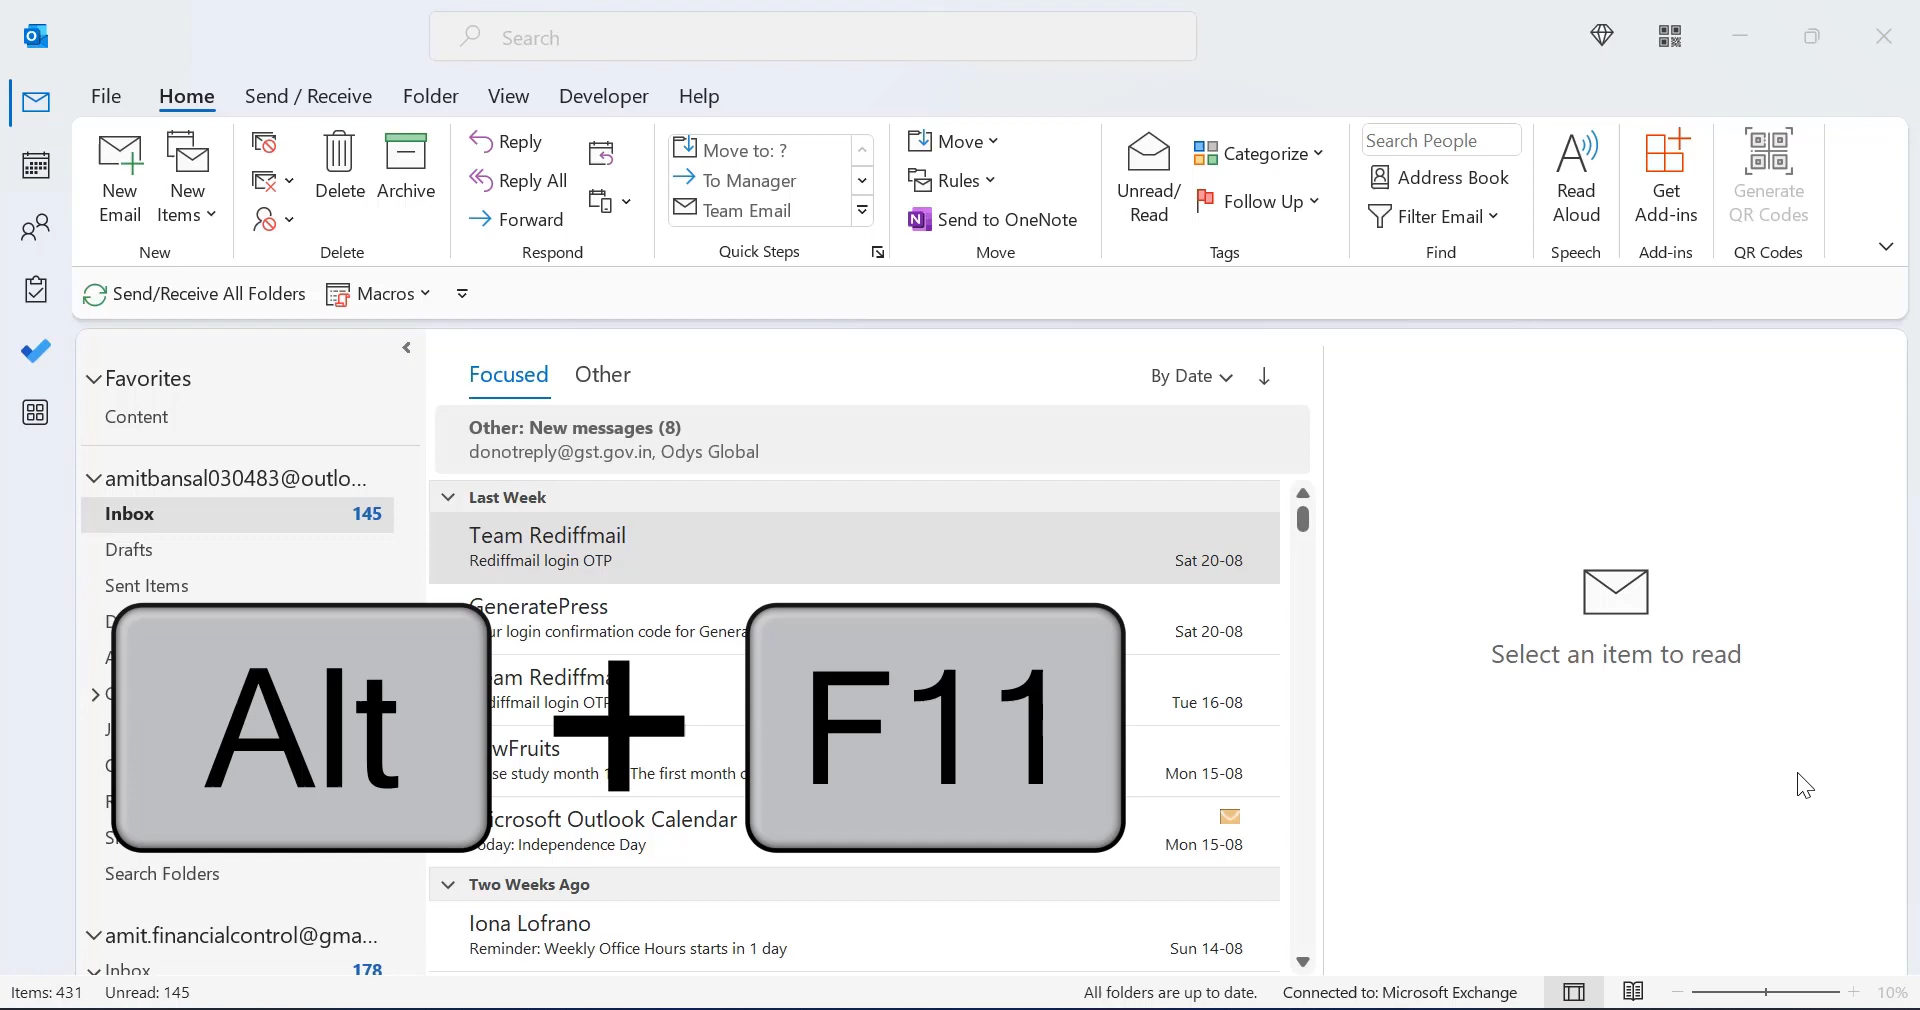 Search
File Home Send / Receive Folder View Developer Help
New Email
New Items
New
Delete
Archive
Delete
Reply
Reply All
Forward
Respond
Move to: ?
To Manager
Team Email
Quick Steps
Move
Rules
Send to OneNote
Move
Unread/ Read
Categorize
Follow Up
Tags
Search People
Address Book
Filter Email
Find
Read Aloud
Speech
Get Add-ins
Add-ins
Generate QR Codes
QR Codes
Send/Receive All Folders Macros
Favorites
Content
amitbansal030483@outlo...
Inbox 145
Drafts
Sent Items
Search Folders
amit.financialcontrol@gma...
Inbox 178
Focused Other
By Date
Other: New messages (8)
donotreply@gst.gov.in, Odys Global
Last Week
Team Rediffmail
Rediffmail login OTP Sat 20-08
GeneratePress
login confirmation code for Sat 20-08
login OTP Tue 16-08
study month The first month Mon 15-08
Outlook Calendar
Independence Day Mon 15-08
Two Weeks Ago
Iona Lofrano
Reminder: Weekly Office Hours starts in 1 day Sun 14-08
Alt + F11
Select an item to read
Items: 431 Unread: 145
All folders are up to date. Connected to: Microsoft Exchange
10%